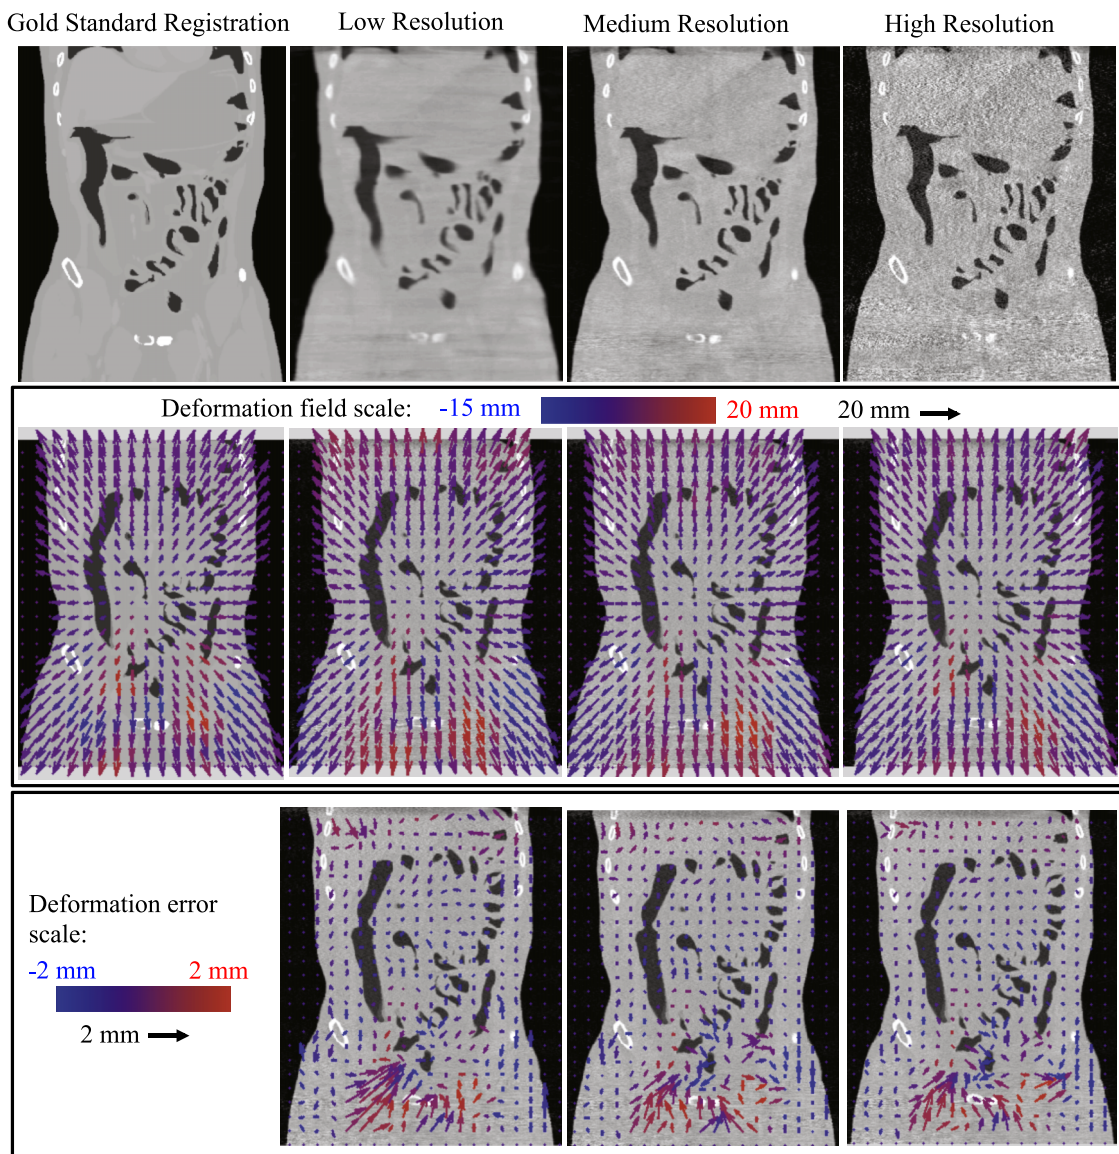 Gold Standard Registration Low Resolution Medium Resolution High Resolution
Deformation field scale: -15 mm 20 mm 20 mm
Deformation error
scale:
-2 mm 2 mm
2 mm